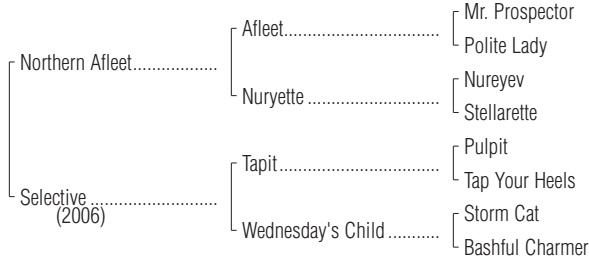 Mr. Prospector
Afleet
Polite Lady
Northern Afleet
Nureyev
Nuryette
Stellarette
Pulpit
Tapit
Tap Your Heels
Selective
(2006)
Storm Cat
Wednesday's Child
Bashful Charmer